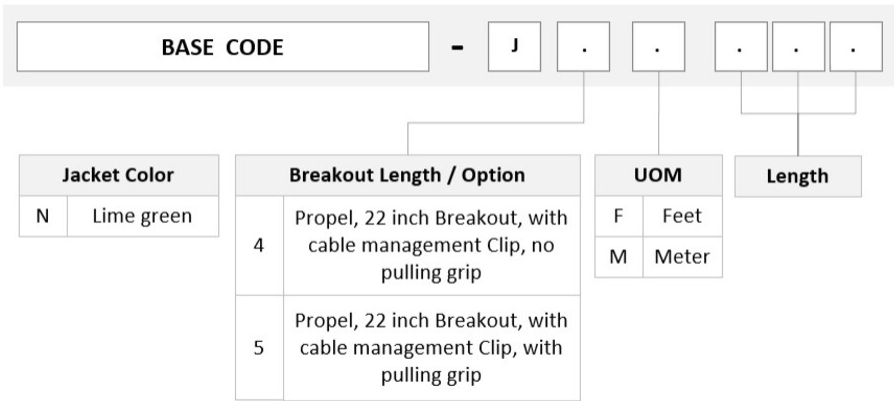 BASE CODE - J . . . . .
Jacket Color
N Lime green
Breakout Length / Option
4 Propel, 22 inch Breakout, with
cable management Clip, no
pulling grip
5 Propel, 22 inch Breakout, with
cable management Clip, with
pulling grip
UOM
F Feet
M Meter
Length